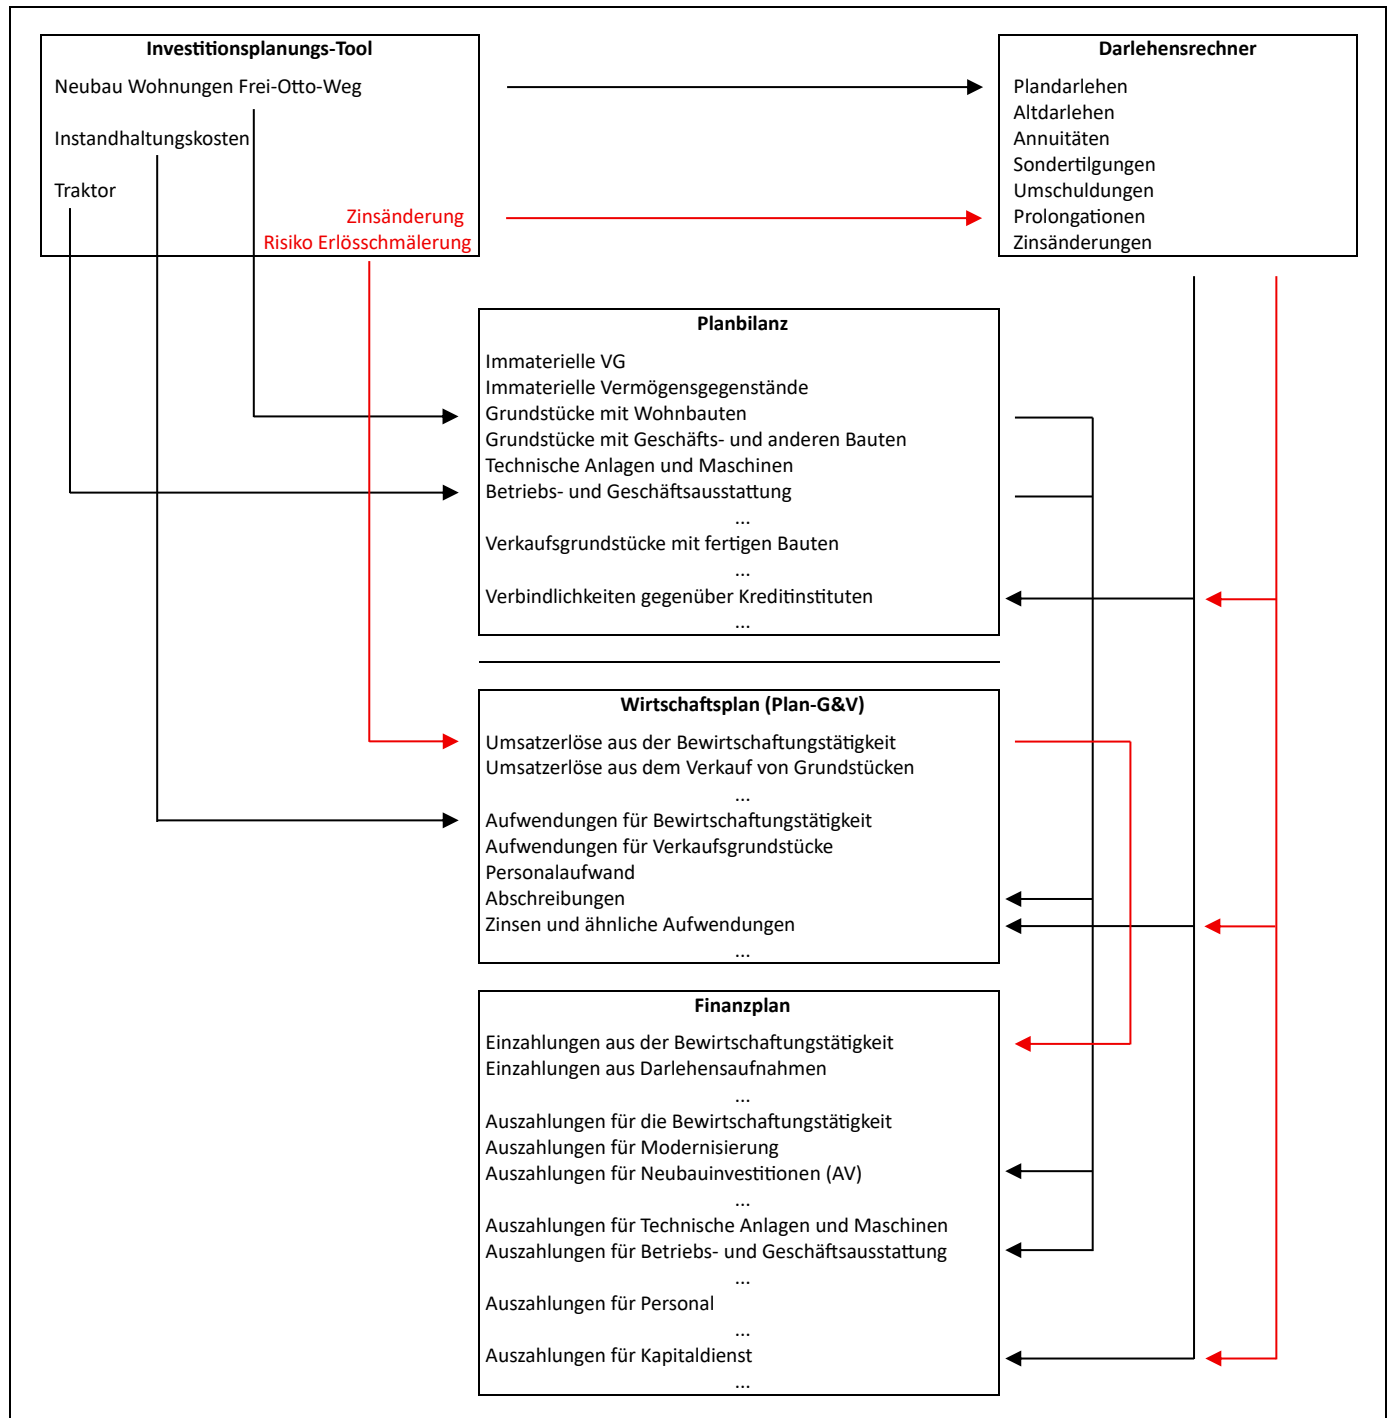 Investitionsplanungs-Tool
Neubau Wohnungen Frei-Otto-Weg
Instandhaltungskosten
Traktor
Zinsänderung
Risiko Erlösschmälerung
Darlehensrechner
Plandarlehen
Altdarlehen
Annuitäten
Sondertilgungen
Umschuldungen
Prolongationen
Zinsänderungen
Planbilanz
Immaterielle VG
Immaterielle Vermögensgegenstände
Grundstücke mit Wohnbauten
Grundstücke mit Geschäfts- und anderen Bauten
Technische Anlagen und Maschinen
Betriebs- und Geschäftsausstattung
...
Verkaufsgrundstücke mit fertigen Bauten
...
Verbindlichkeiten gegenüber Kreditinstituten
...
Wirtschaftsplan (Plan-G&V)
Umsatzerlöse aus der Bewirtschaftungstätigkeit
Umsatzerlöse aus dem Verkauf von Grundstücken
...
Aufwendungen für Bewirtschaftungstätigkeit
Aufwendungen für Verkaufsgrundstücke
Personalaufwand
Abschreibungen
Zinsen und ähnliche Aufwendungen
...
Finanzplan
Einzahlungen aus der Bewirtschaftungstätigkeit
Einzahlungen aus Darlehensaufnahmen
...
Auszahlungen für die Bewirtschaftungstätigkeit
Auszahlungen für Modernisierung
Auszahlungen für Neubauinvestitionen (AV)
...
Auszahlungen für Technische Anlagen und Maschinen
Auszahlungen für Betriebs- und Geschäftsausstattung
...
Auszahlungen für Personal
...
Auszahlungen für Kapitaldienst
...